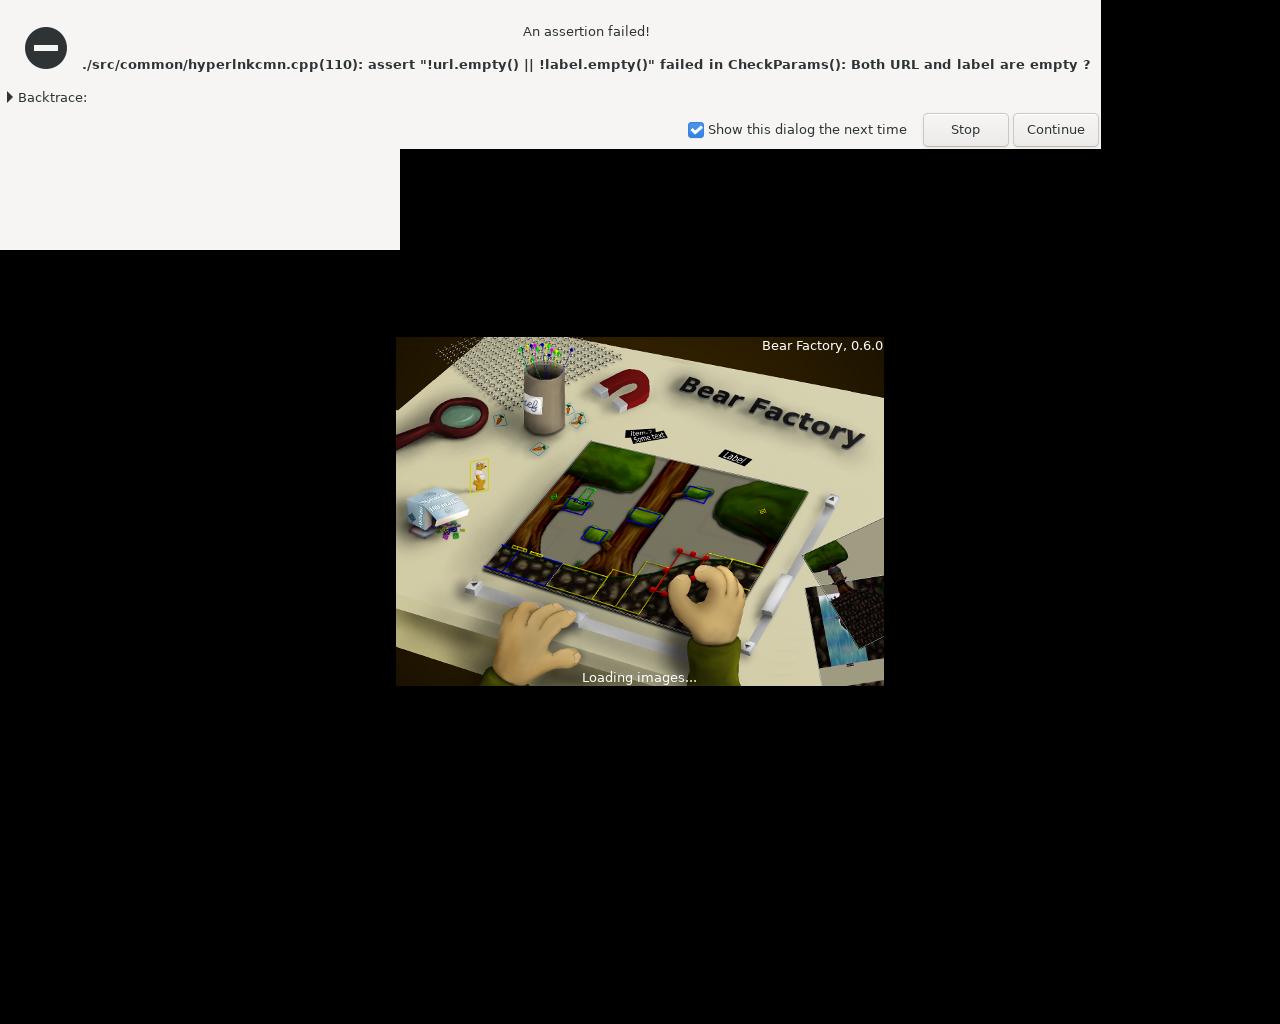 An assertion failed!
./src/common/hyperlnkcmn.cpp(110): assert "!url.empty() || !label.empty()" failed in CheckParams(): Both URL and label are empty ?
Backtrace:
Show this dialog the next time
Stop
Continue
Bear Factory, 0.6.0
Bear Factory
Some text
Label
Loading images...